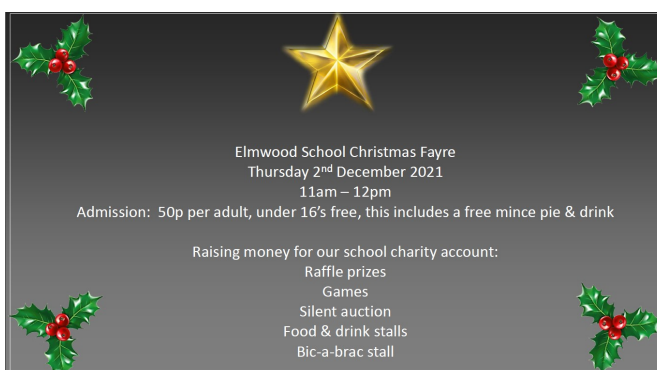 Elmwood School Christmas Fayre
Thursday 2nd December 2021
11am – 12pm
Admission:  50p per adult, under 16's free, this includes a free mince pie & drink
Raising money for our school charity account:
Raffle prizes
Games
Silent auction
Food & drink stalls
Bic-a-brac stall